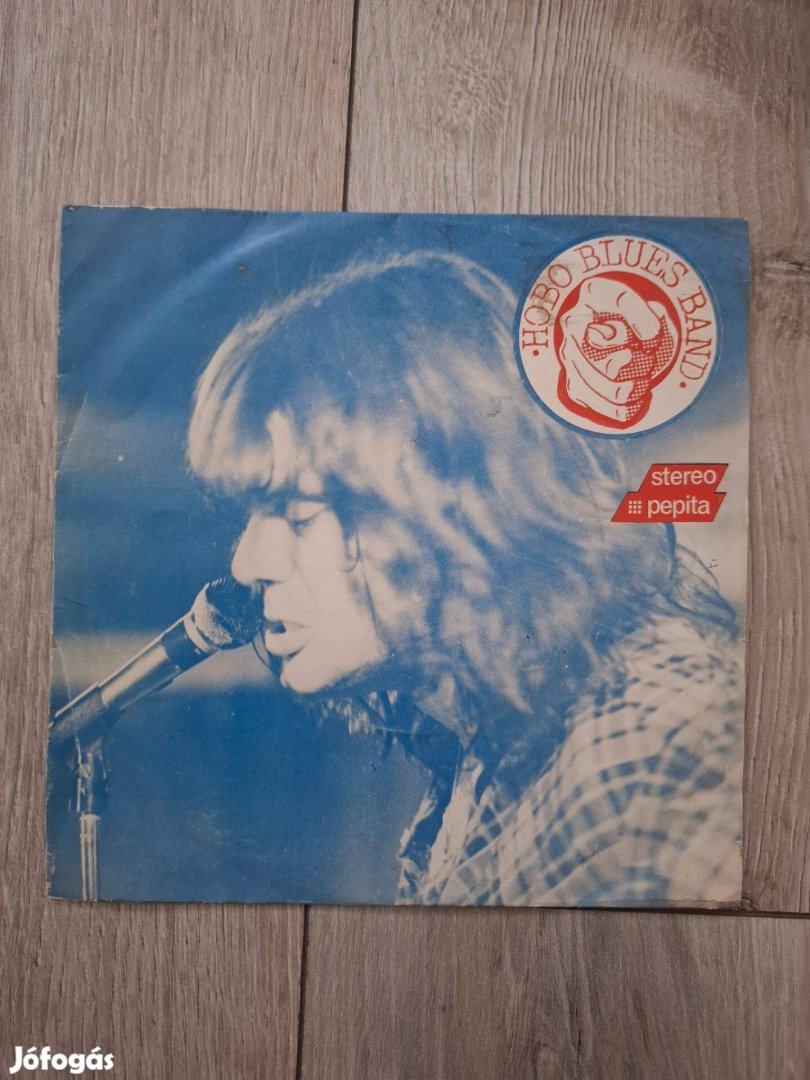 ·HOBO BLUES BAND·
stereo
pepita
Jófogás